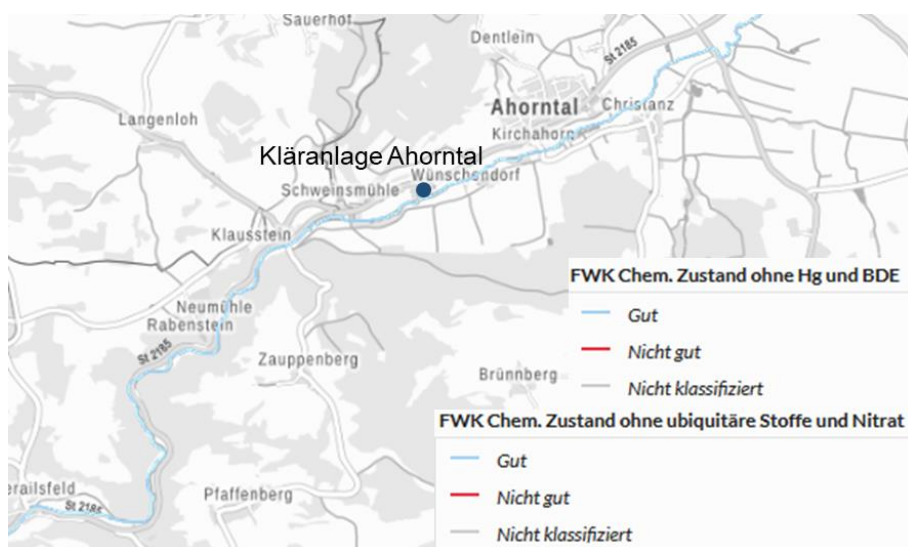 Sauerhof
Dentlein
St 2185
Ahorntal
Christanz
Langenloh
Kirchahorn
Kläranlage Ahorntal
Wünschendorf
Schweinsmühle
Klausstein
Neumühle
Rabenstein
St 2185
Zauppenberg
Brünnberg
FWK Chem. Zustand ohne Hg und BDE
Gut
Nicht gut
Nicht klassifiziert
FWK Chem. Zustand ohne ubiquitäre Stoffe und Nitrat
Gut
Nicht gut
Nicht klassifiziert
erailsfeld
St 2185
Pfaffenberg